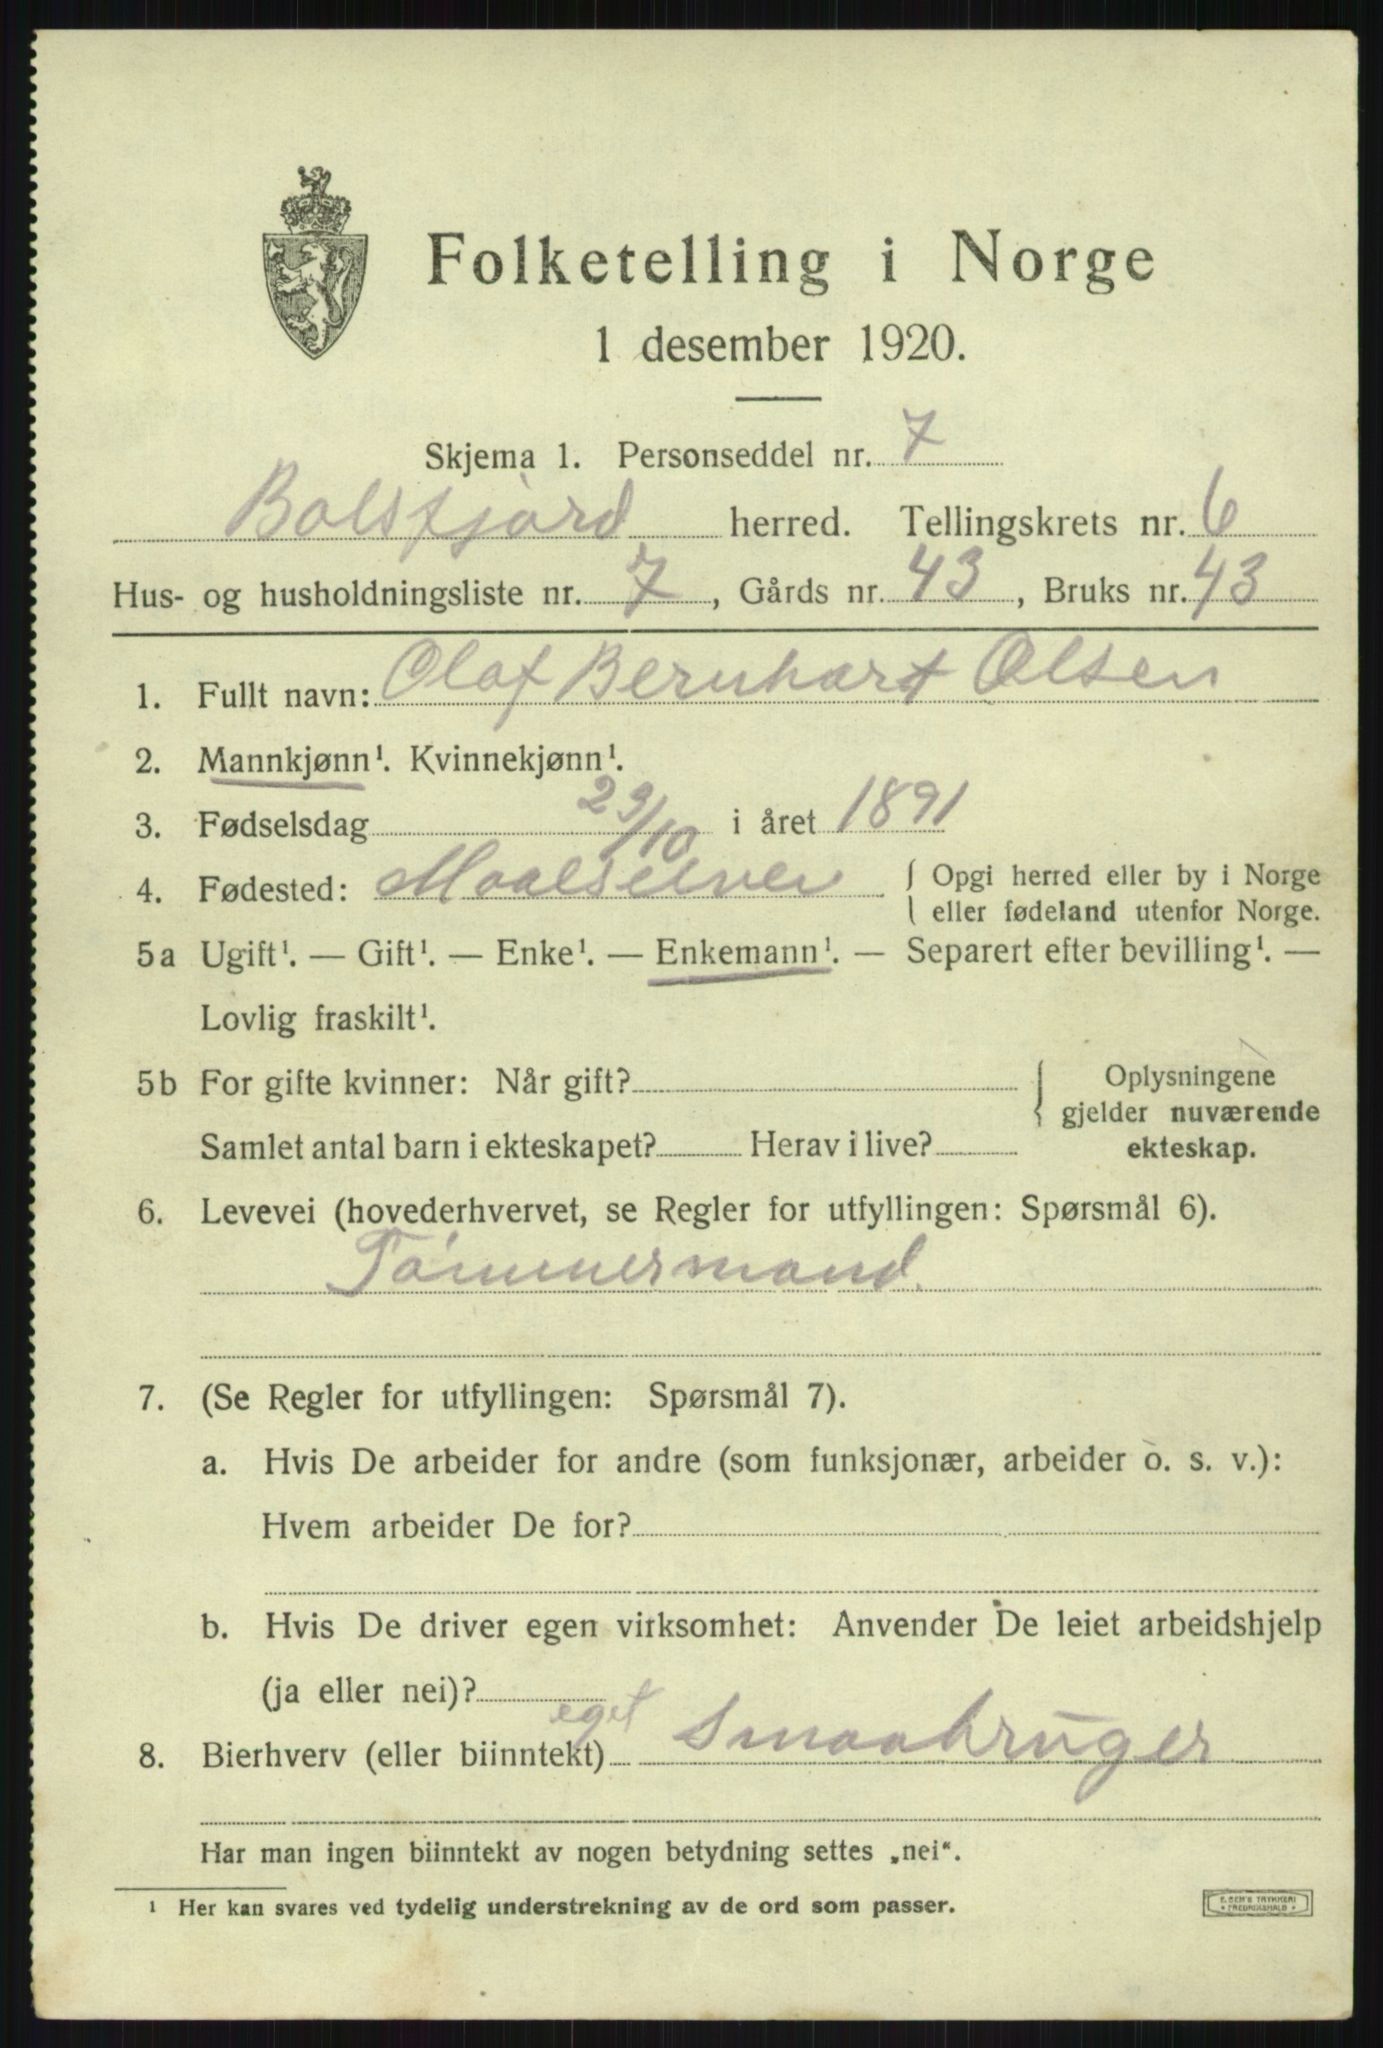 Folketelling i Norge
1 desember 1920.
Skjema 1. Personseddel nr. 7
Balsfjord herred. Tellingskrets nr. 6
Hus- og husholdningsliste nr. 7, Gårds nr. 43, Bruks nr. 43
1. Fullt navn: Olaf Bernhart Olsen
2. Mannkjønn¹. Kvinnekjønn¹.
3. Fødselsdag 29/10 i året 1891
4. Fødested: Maalselven { Opgi herred eller by i Norge
eller fødeland utenfor Norge.
5a Ugift¹. — Gift¹. — Enke¹. — Enkemann¹. — Separert efter bevilling¹. —
Lovlig fraskilt¹.
5b For gifte kvinner: Når gift? } Oplysningene
gjelder nuværende
Samlet antal barn i ekteskapet? Herav i live? ekteskap.
6. Levevei (hovederhvervet, se Regler for utfyllingen: Spørsmål 6).
Tømmermand
7. (Se Regler for utfyllingen: Spørsmål 7).
a. Hvis De arbeider for andre (som funksjonær, arbeider o. s. v.):
Hvem arbeider De for?
b. Hvis De driver egen virksomhet: Anvender De leiet arbeidshjelp
(ja eller nei)?
8. Bierhverv (eller biinntekt) eget Smaabruger
Har man ingen biinntekt av nogen betydning settes „nei“.
¹ Her kan svares ved tydelig understrekning av de ord som passer.
E. SEM'S TRYKKERI
FREDRIKSHALD